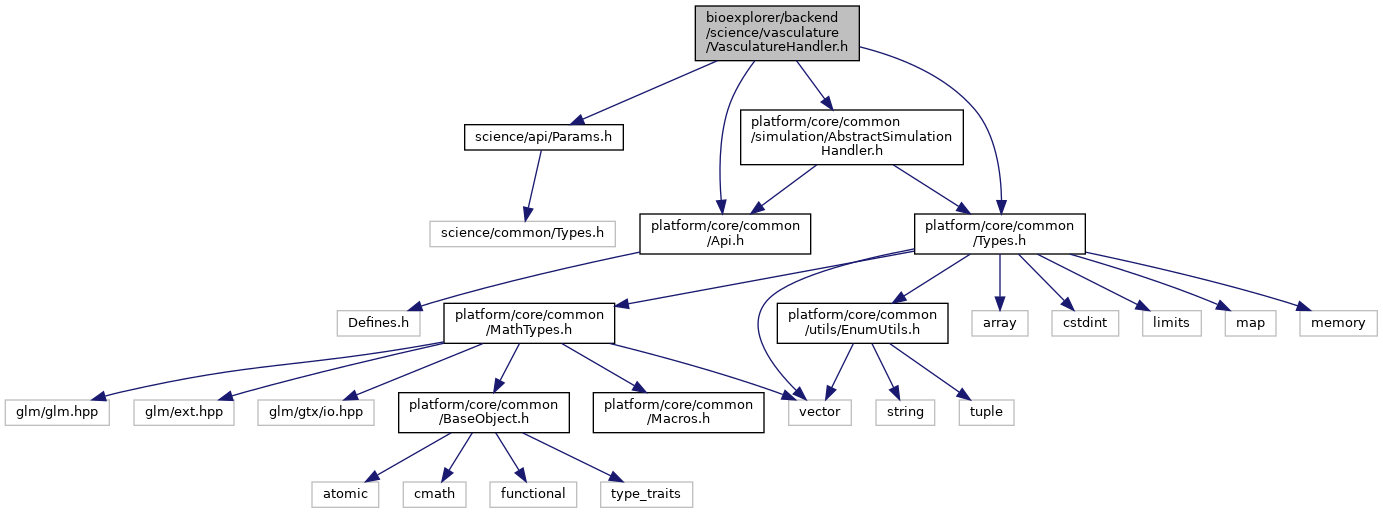 bioexplorer/backend
/science/vasculature
/VasculatureHandler.h
platform/core/common
/simulation/AbstractSimulation
Handler.h
science/api/Params.h
platform/core/common
/Api.h
platform/core/common
/Types.h
science/common/Types.h
Defines.h
platform/core/common
/MathTypes.h
platform/core/common
/utils/EnumUtils.h
array
cstdint
limits
map
memory
glm/glm.hpp
glm/ext.hpp
glm/gtx/io.hpp
platform/core/common
/BaseObject.h
platform/core/common
/Macros.h
vector
string
tuple
atomic
cmath
functional
type_traits